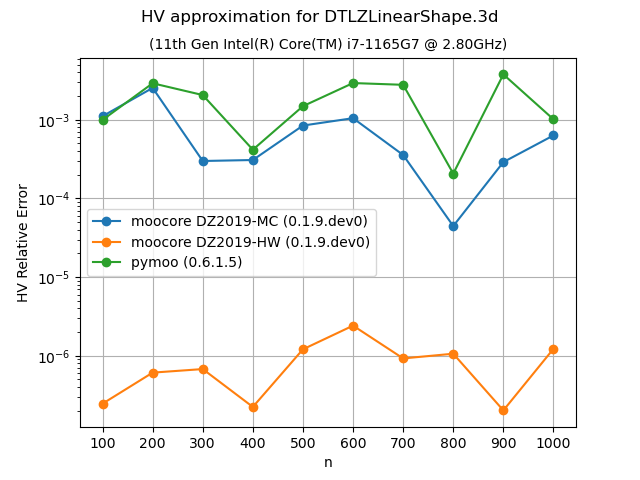 HV approximation for DTLZLinearShape.3d
(11th Gen Intel(R) Core(TM) i7-1165G7 @ 2.80GHz)
HV Relative Error
10⁻³
10⁻⁴
10⁻⁵
10⁻⁶
moocore DZ2019-MC (0.1.9.dev0)
moocore DZ2019-HW (0.1.9.dev0)
pymoo (0.6.1.5)
100 200 300 400 500 600 700 800 900 1000
n